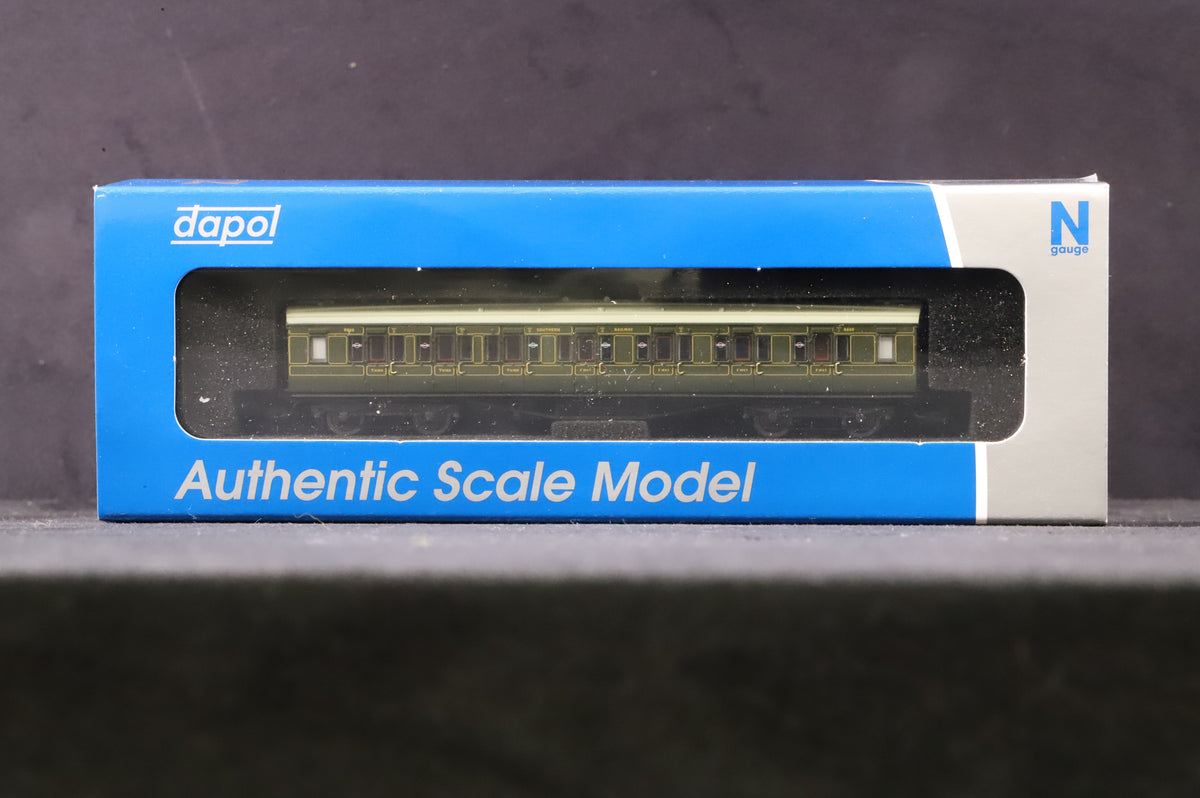 dapol
N
gauge
SOUTHERN RAILWAY
Authentic Scale Model